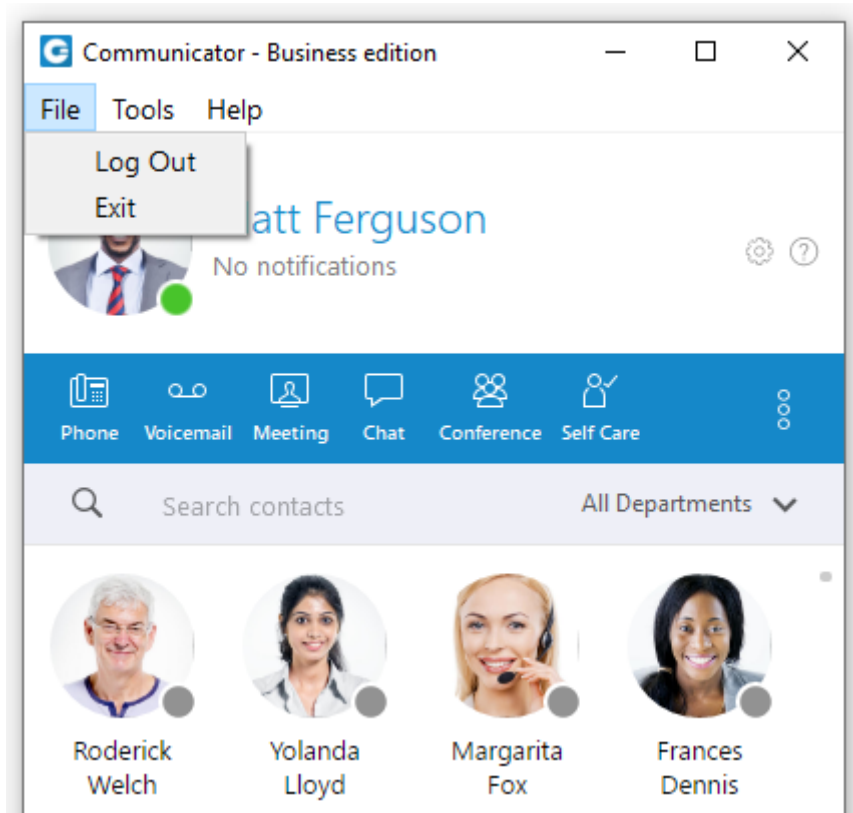 Communicator - Business edition
File Tools Help
Log Out
Exit
att Ferguson
No notifications
Phone Voicemail Meeting Chat Conference Self Care
Search contacts All Departments
Roderick Yolanda Margarita Frances
Welch Lloyd Fox Dennis